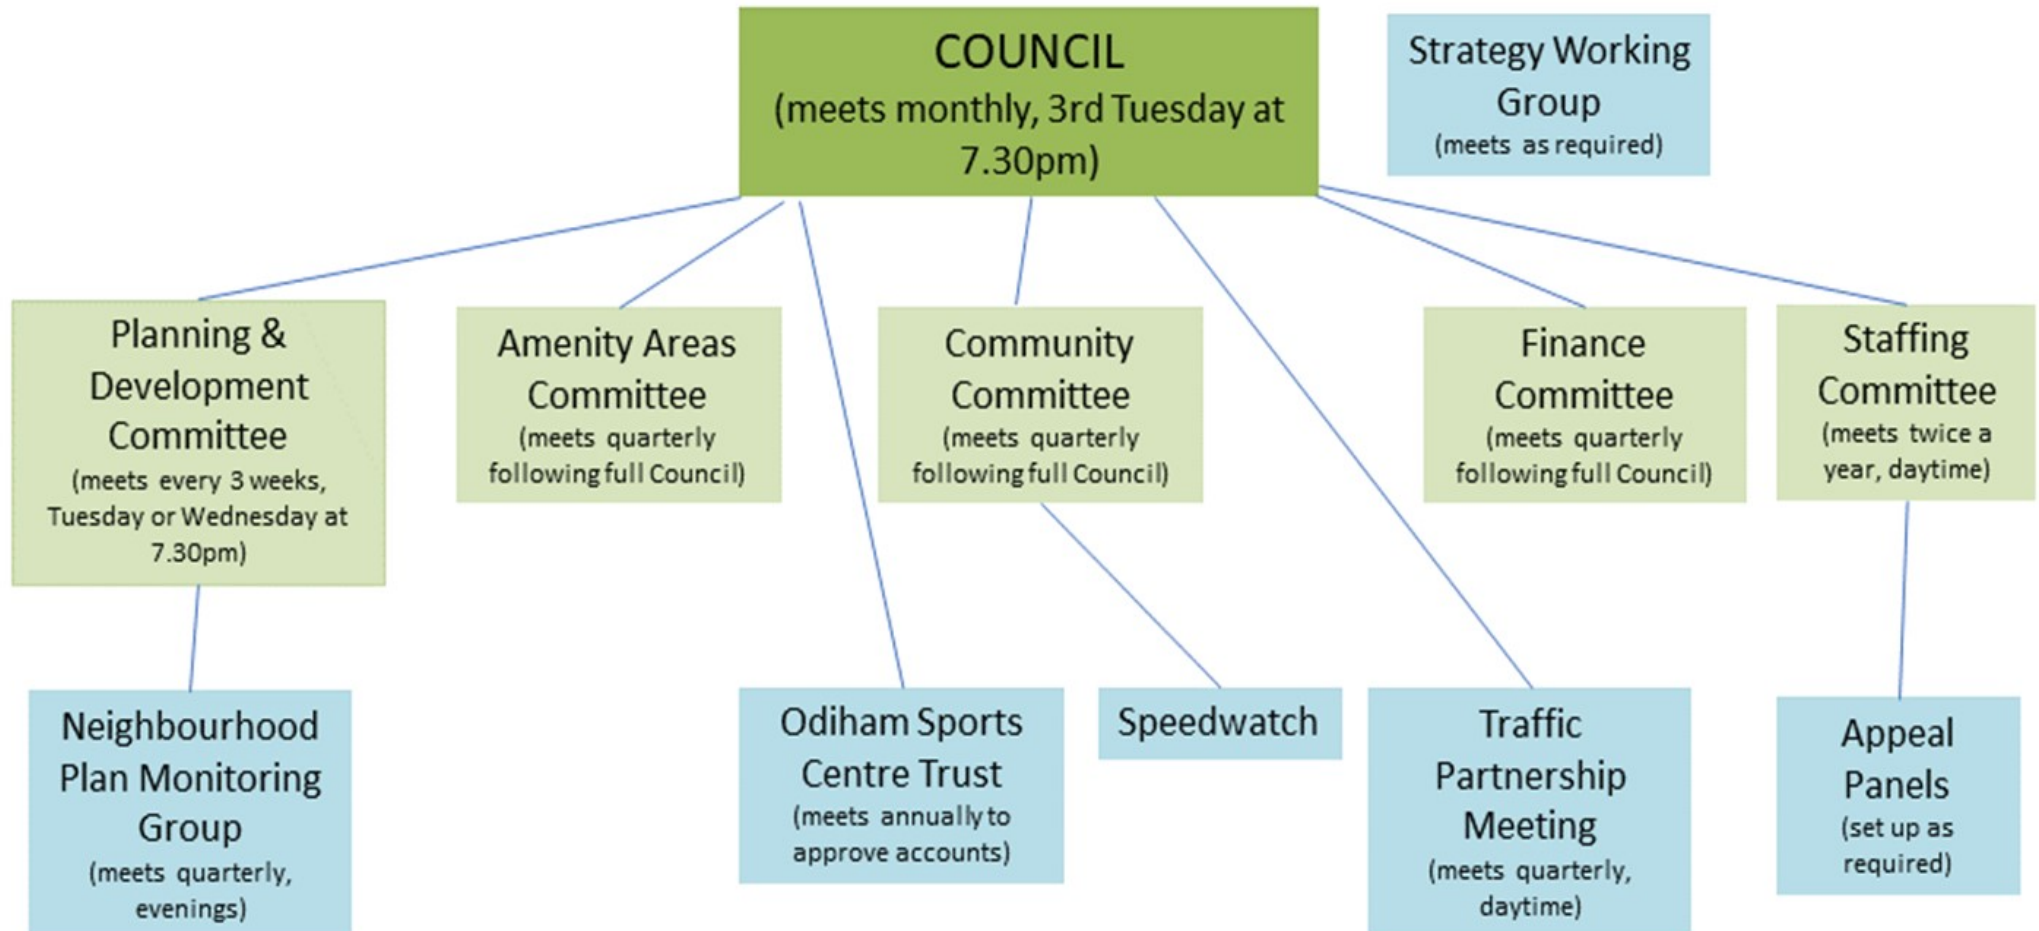 COUNCIL
(meets monthly, 3rd Tuesday at
7.30pm)
Strategy Working
Group
(meets as required)
Planning &
Development
Committee
(meets every 3 weeks,
Tuesday or Wednesday at
7.30pm)
Amenity Areas
Committee
(meets quarterly
following full Council)
Community
Committee
(meets quarterly
following full Council)
Finance
Committee
(meets quarterly
following full Council)
Staffing
Committee
(meets twice a
year, daytime)
Neighbourhood
Plan Monitoring
Group
(meets quarterly,
evenings)
Odiham Sports
Centre Trust
(meets annually to
approve accounts)
Speedwatch
Traffic
Partnership
Meeting
(meets quarterly,
daytime)
Appeal
Panels
(set up as
required)